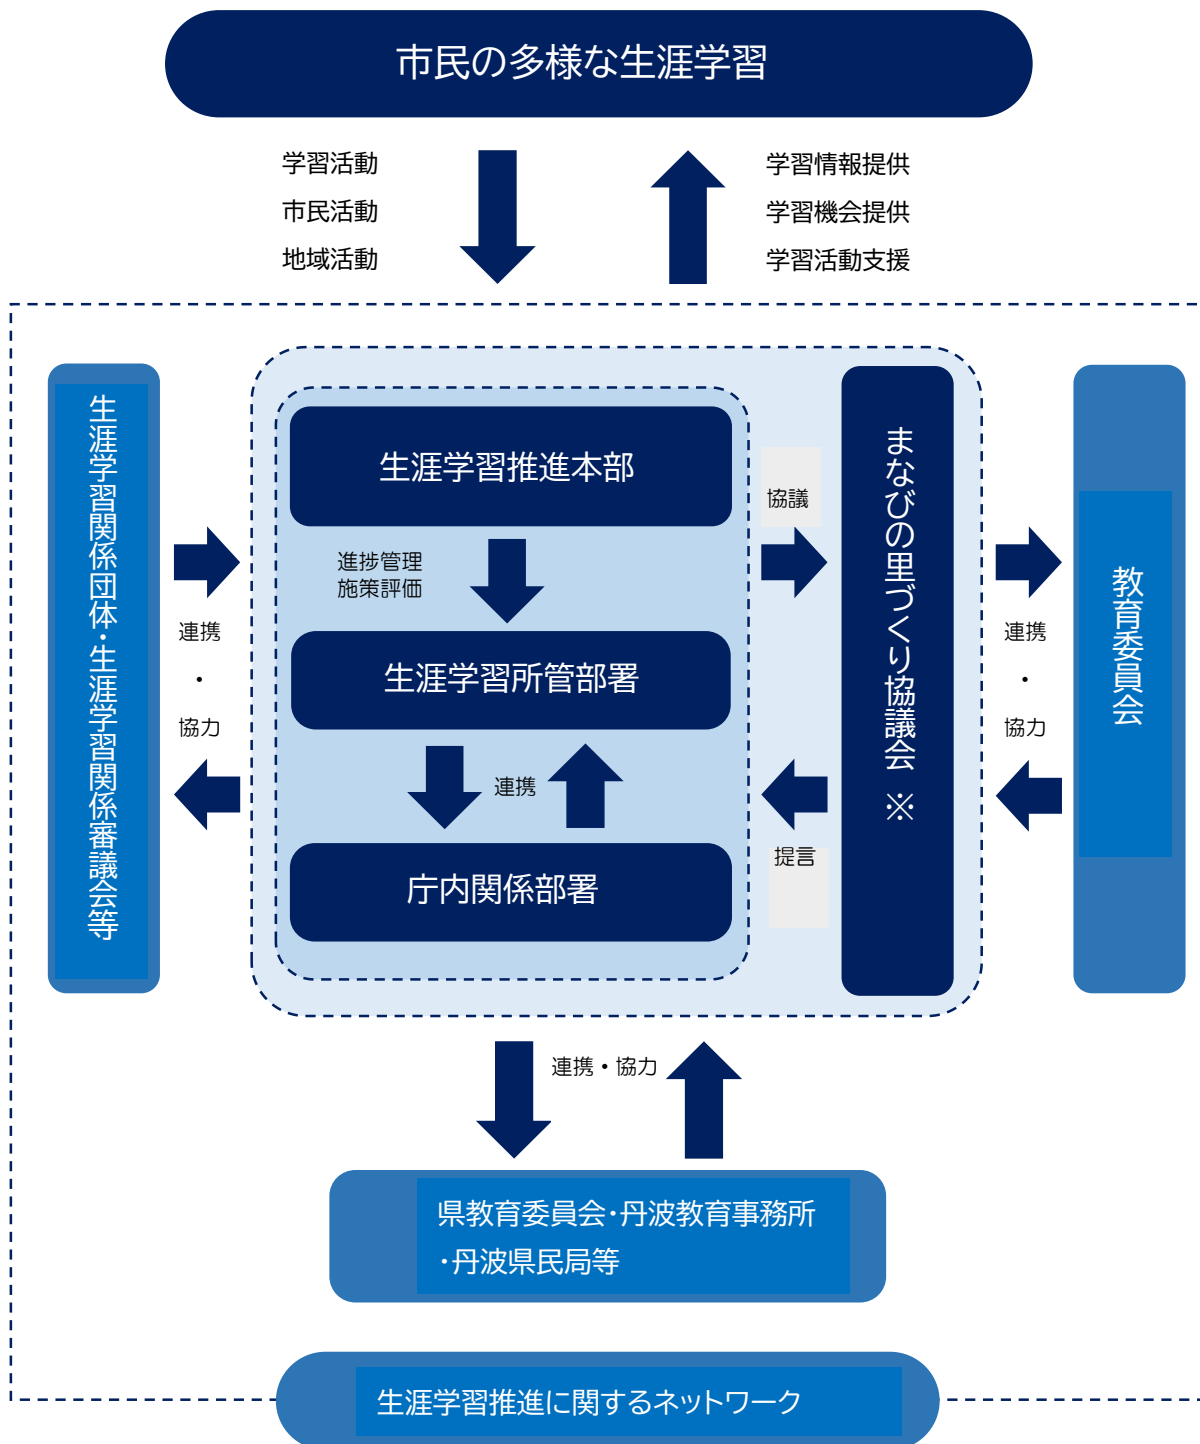 市民の多様な生涯学習
学習活動
市民活動
地域活動
学習情報提供
学習機会提供
学習活動支援
生涯学習関係団体・生涯学習関係審議会等
連携
・
協力
生涯学習推進本部
進捗管理
施策評価
生涯学習所管部署
連携
庁内関係部署
協議
提言
まなびの里づくり協議会 ※
連携
・
協力
教育委員会
連携・協力
県教育委員会・丹波教育事務所
・丹波県民局等
生涯学習推進に関するネットワーク